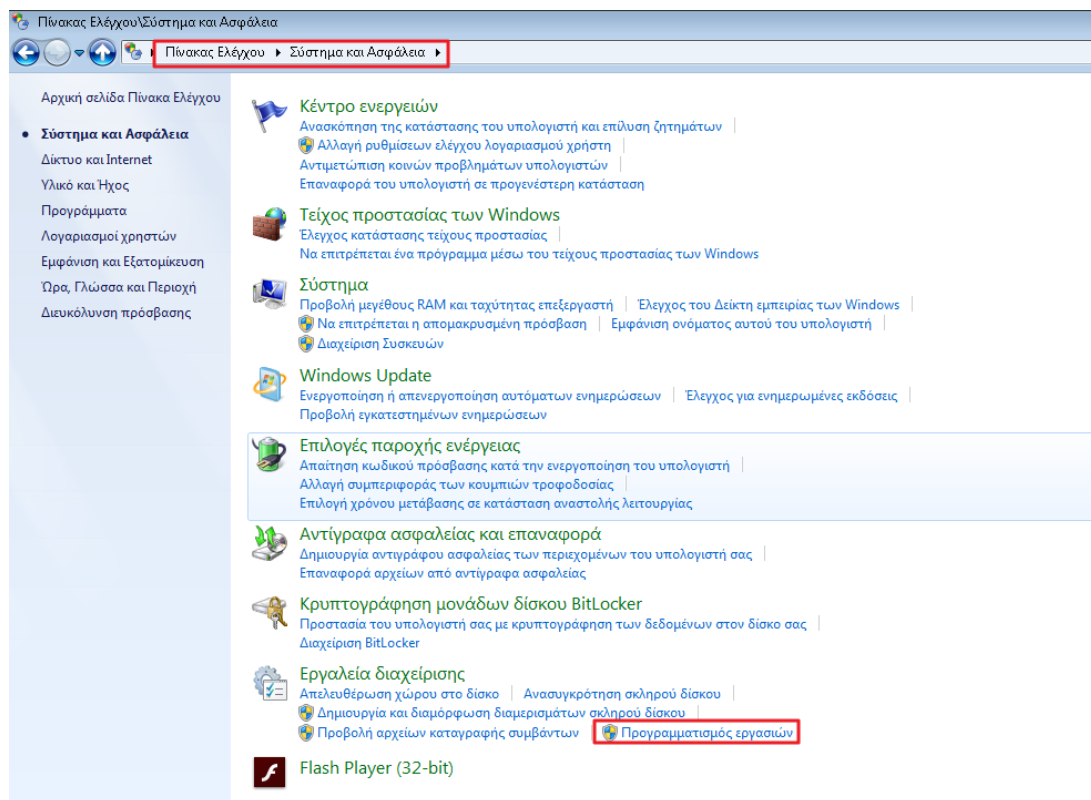 Πίνακας Ελέγχου\Σύστημα και Ασφάλεια
Πίνακας Ελέγχου Σύστημα και Ασφάλεια
Αρχική σελίδα Πίνακα Ελέγχου
Σύστημα και Ασφάλεια
Δίκτυο και Internet
Υλικό και Ήχος
Προγράμματα
Λογαριασμοί χρηστών
Εμφάνιση και Εξατομίκευση
Ώρα, Γλώσσα και Περιοχή
Διευκόλυνση πρόσβασης
Κέντρο ενεργειών
Ανασκόπηση της κατάστασης του υπολογιστή και επίλυση ζητημάτων
Αλλαγή ρυθμίσεων ελέγχου λογαριασμού χρήστη
Αντιμετώπιση κοινών προβλημάτων υπολογιστών
Επαναφορά του υπολογιστή σε προγενέστερη κατάσταση
Τείχος προστασίας των Windows
Έλεγχος κατάστασης τείχους προστασίας
Να επιτρέπεται ένα πρόγραμμα μέσω του τείχους προστασίας των Windows
Σύστημα
Προβολή μεγέθους RAM και ταχύτητας επεξεργαστή Έλεγχος του Δείκτη εμπειρίας των Windows
Να επιτρέπεται η απομακρυσμένη πρόσβαση Εμφάνιση ονόματος αυτού του υπολογιστή
Διαχείριση Συσκευών
Windows Update
Ενεργοποίηση ή απενεργοποίηση αυτόματων ενημερώσεων Έλεγχος για ενημερωμένες εκδόσεις
Προβολή εγκατεστημένων ενημερώσεων
Επιλογές παροχής ενέργειας
Απαίτηση κωδικού πρόσβασης κατά την ενεργοποίηση του υπολογιστή
Αλλαγή συμπεριφοράς των κουμπιών τροφοδοσίας
Επιλογή χρόνου μετάβασης σε κατάσταση αναστολής λειτουργίας
Αντίγραφα ασφαλείας και επαναφορά
Δημιουργία αντιγράφου ασφαλείας των περιεχομένων του υπολογιστή σας
Επαναφορά αρχείων από αντίγραφα ασφαλείας
Κρυπτογράφηση μονάδων δίσκου BitLocker
Προστασία του υπολογιστή σας με κρυπτογράφηση των δεδομένων στον δίσκο σας
Διαχείριση BitLocker
Εργαλεία διαχείρισης
Απελευθέρωση χώρου στο δίσκο Ανασυγκρότηση σκληρού δίσκου
Δημιουργία και διαμόρφωση διαμερισμάτων σκληρού δίσκου
Προβολή αρχείων καταγραφής συμβάντων Προγραμματισμός εργασιών
Flash Player (32-bit)